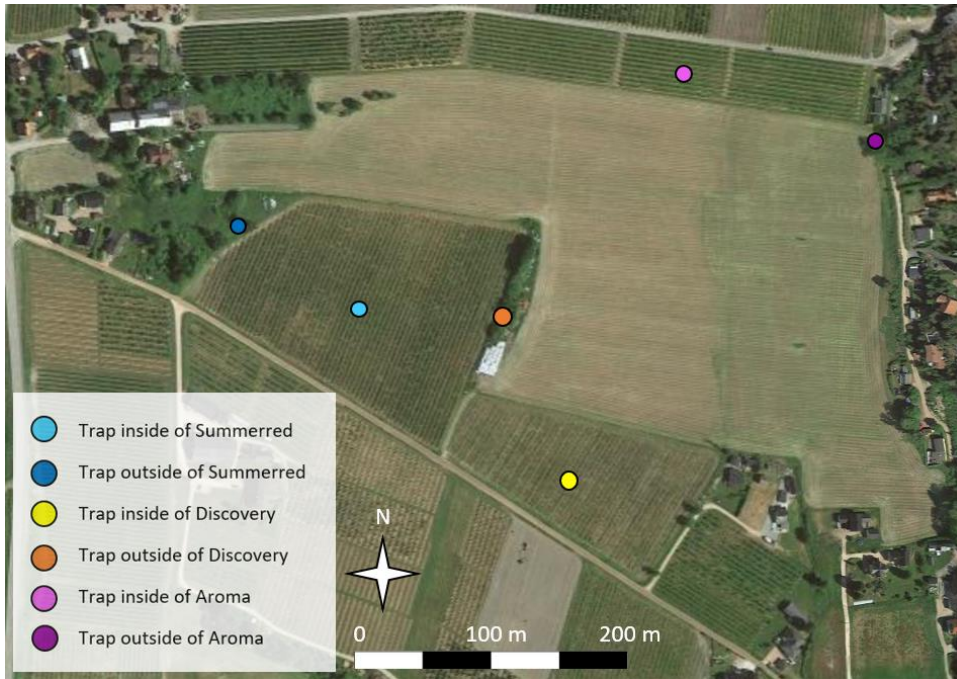 Trap inside of Summerred
Trap outside of Summerred
Trap inside of Discovery
Trap outside of Discovery
Trap inside of Aroma
Trap outside of Aroma
N
0 100 m 200 m